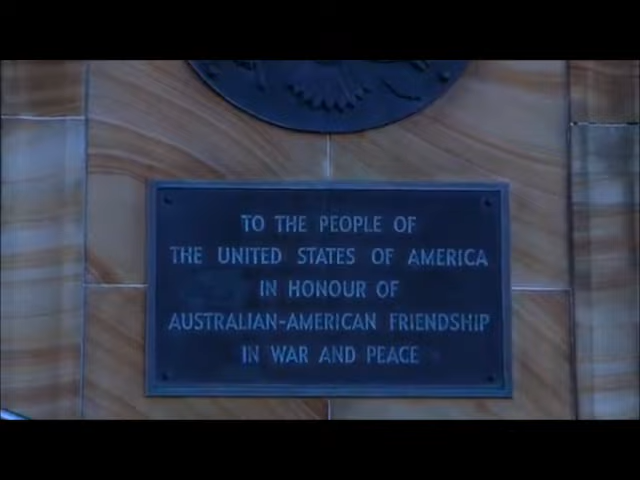 TO THE PEOPLE OF
THE UNITED STATES OF AMERICA
IN HONOUR OF
AUSTRALIAN-AMERICAN FRIENDSHIP
IN WAR AND PEACE